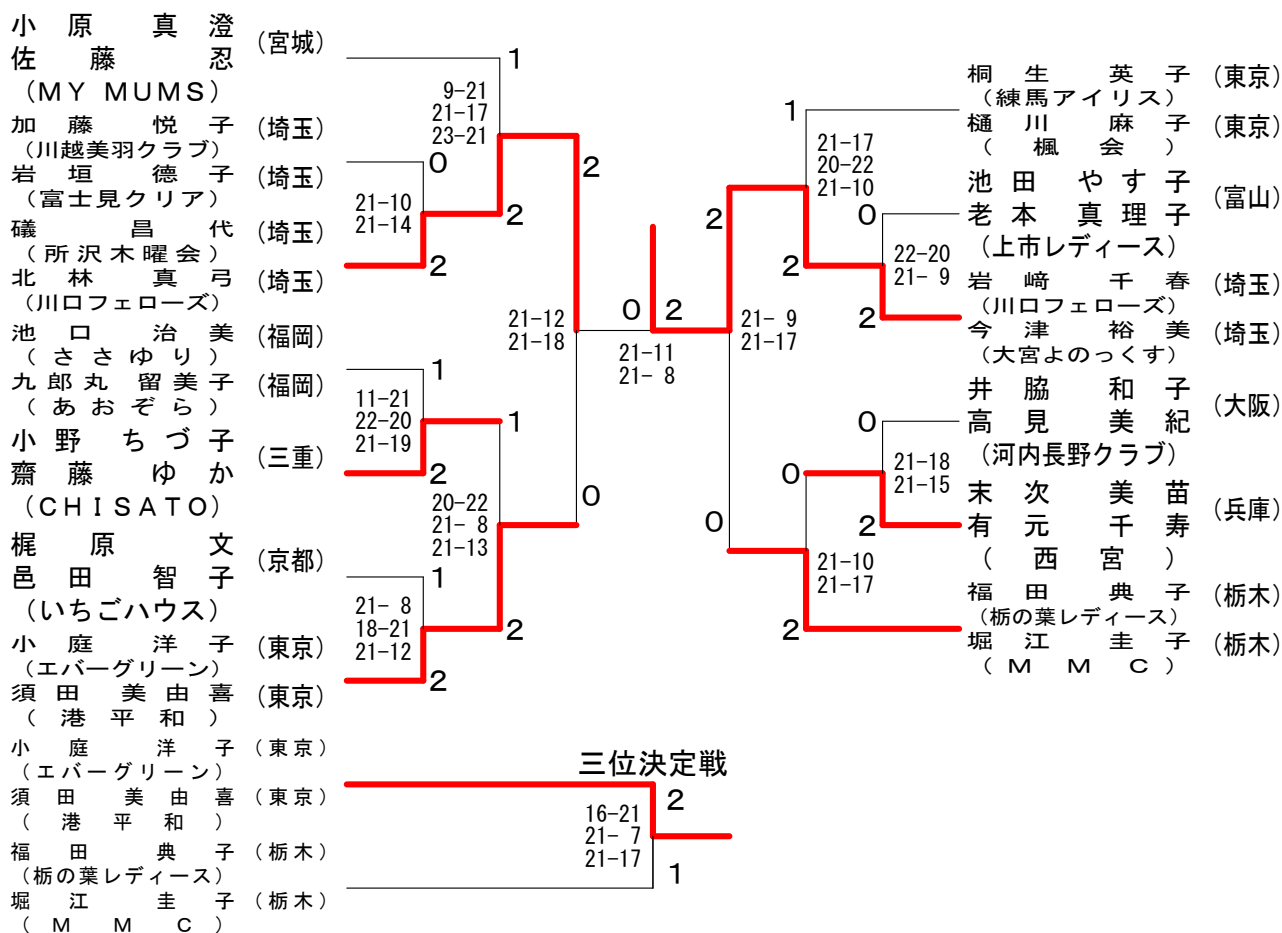 小原 真澄
佐藤 忍
(宮城)
(MY MUMS)
加藤 悦子
(埼玉)
(川越美羽クラブ)
岩垣 德子
(埼玉)
(富士見クリア)
礒 昌代
(埼玉)
(所沢木曜会)
北林 真弓
(埼玉)
(川口フェローズ)
池口 治美
(福岡)
(ささゆり)
九郎丸 留美子
(福岡)
(あおぞら)
小野 ちづ子
齋藤 ゆか
(三重)
(CHISATO)
梶原 文
邑田 智子
(京都)
(いちごハウス)
小庭 洋子
(東京)
(エバーグリーン)
須田 美由喜
(東京)
(港平和)
1
9-21
21-17
23-21
2
0
21-10
21-14
2
2
1
11-21
22-20
21-19
2
1
20-22
21- 8
21-13
2
1
21- 8
18-21
21-12
2
21-12
21-18
0
0
2
21-11
21- 8
2
21- 9
21-17
0
1
21-17
20-22
21-10
2
0
22-20
21- 9
2
0
21-18
21-15
2
0
21-10
21-17
2
桐生 英子
(東京)
(練馬アイリス)
樋川 麻子
(東京)
(楓会)
池田 やす子
老本 真理子
(富山)
(上市レディース)
岩﨑 千春
(埼玉)
(川口フェローズ)
今津 裕美
(埼玉)
(大宮よのっくす)
井脇 和子
高見 美紀
(大阪)
(河内長野クラブ)
末次 美苗
有元 千寿
(兵庫)
(西宮)
福田 典子
(栃木)
(栃の葉レディース)
堀江 圭子
(栃木)
(MMC)
三位決定戦
小庭 洋子
(東京)
(エバーグリーン)
須田 美由喜
(東京)
(港平和)
福田 典子
(栃木)
(栃の葉レディース)
堀江 圭子
(栃木)
(MMC)
2
16-21
21- 7
21-17
1